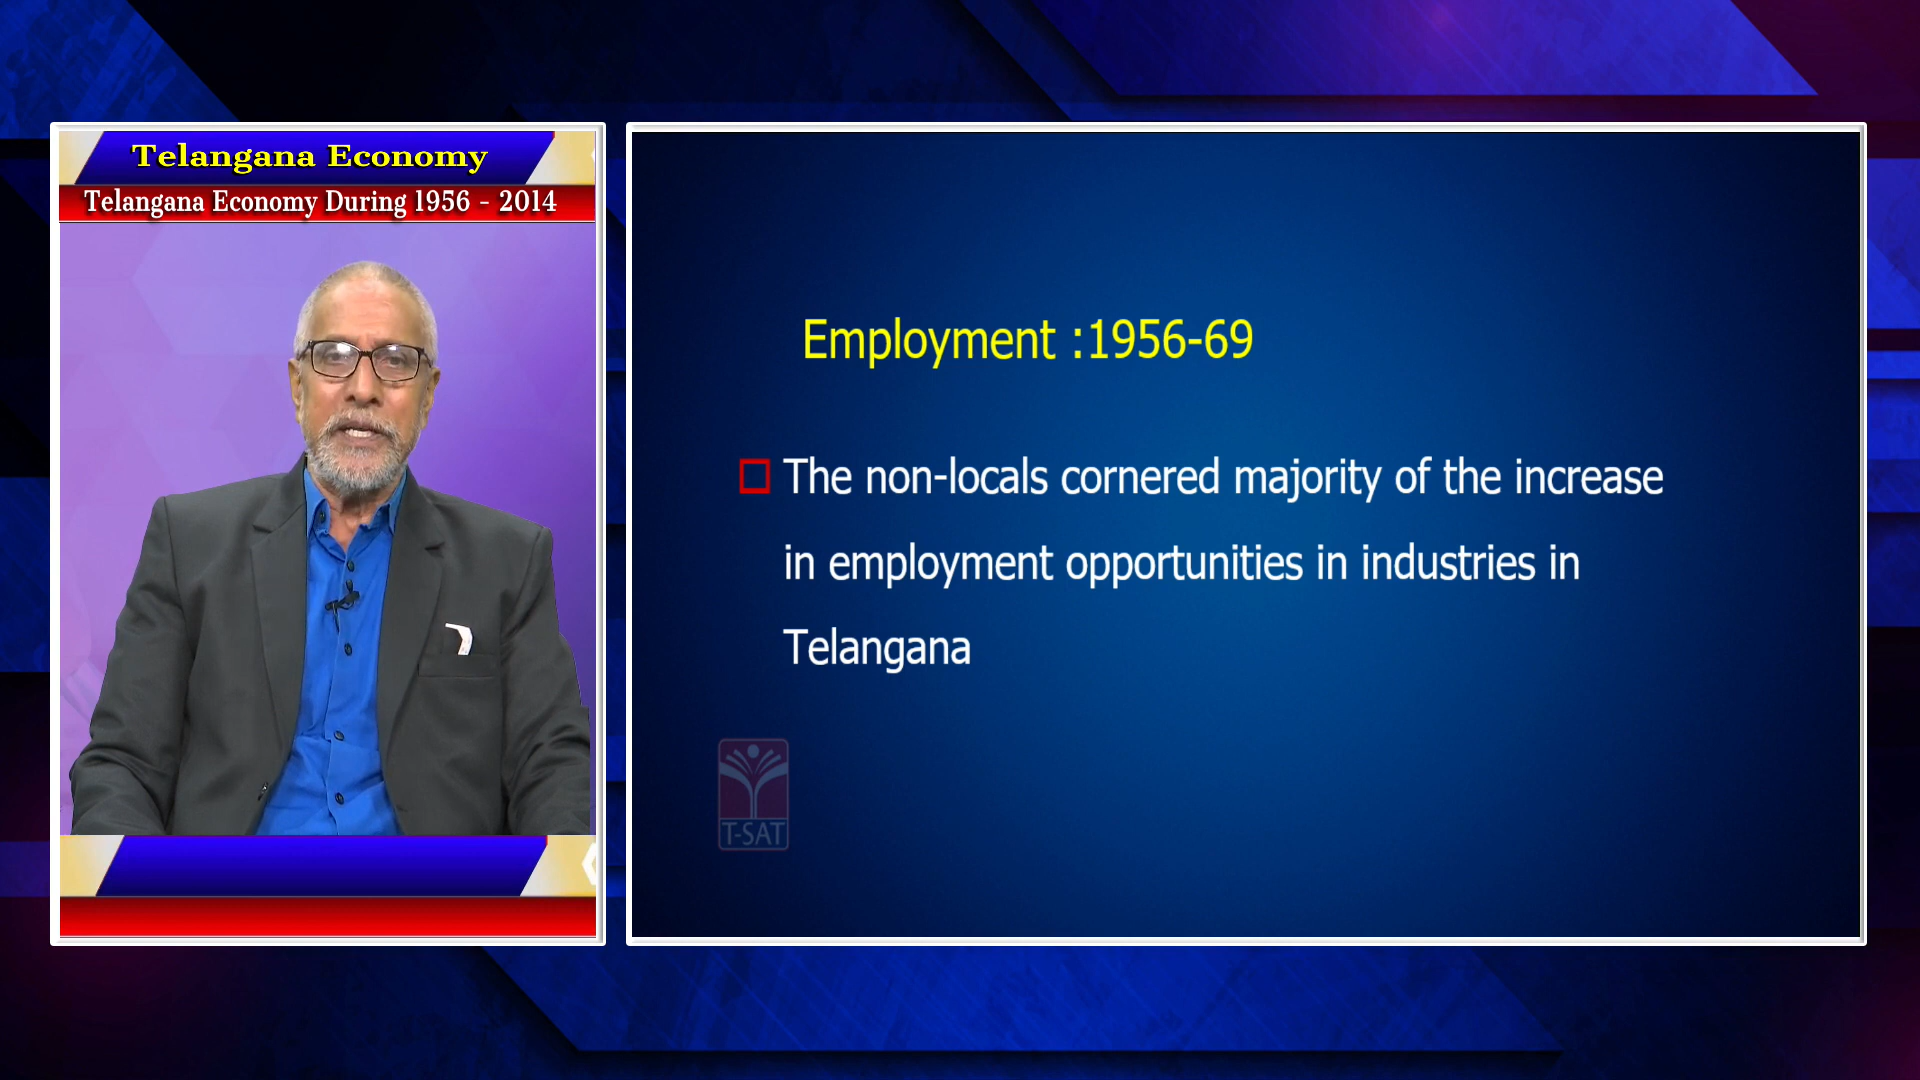 Telangana Economy
Telangana Economy During 1956 - 2014
Employment :1956-69
The non-locals cornered majority of the increase
in employment opportunities in industries in
Telangana
T-SAT